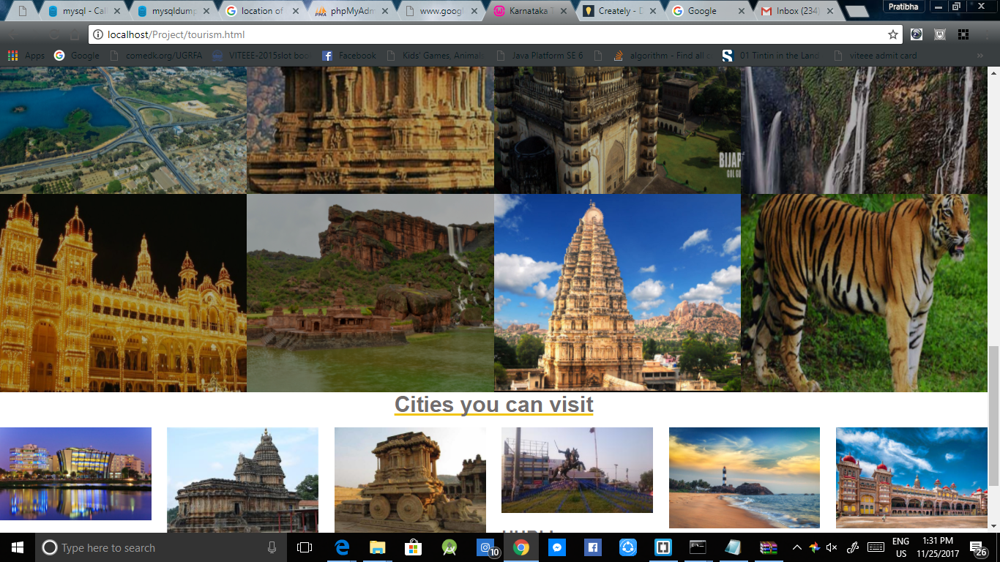 mysql - Cal
mysqldump
location of
phpMyAdm
www.googl
Karnataka T
Creately - D
Google
Inbox (234)
Pratibha
localhost/Project/tourism.html
Apps
Google
comedk.org/UGRFA
VITEEE-2015slot boo
Facebook
Kids' Games, Animals
Java Platform SE 6
algorithm - Find all c
01 Tintin in the Land
viteee admit card
BIJAP
GOL GU
Cities you can visit
Type here to search
10
ENG
US
1:31 PM
11/25/2017
26